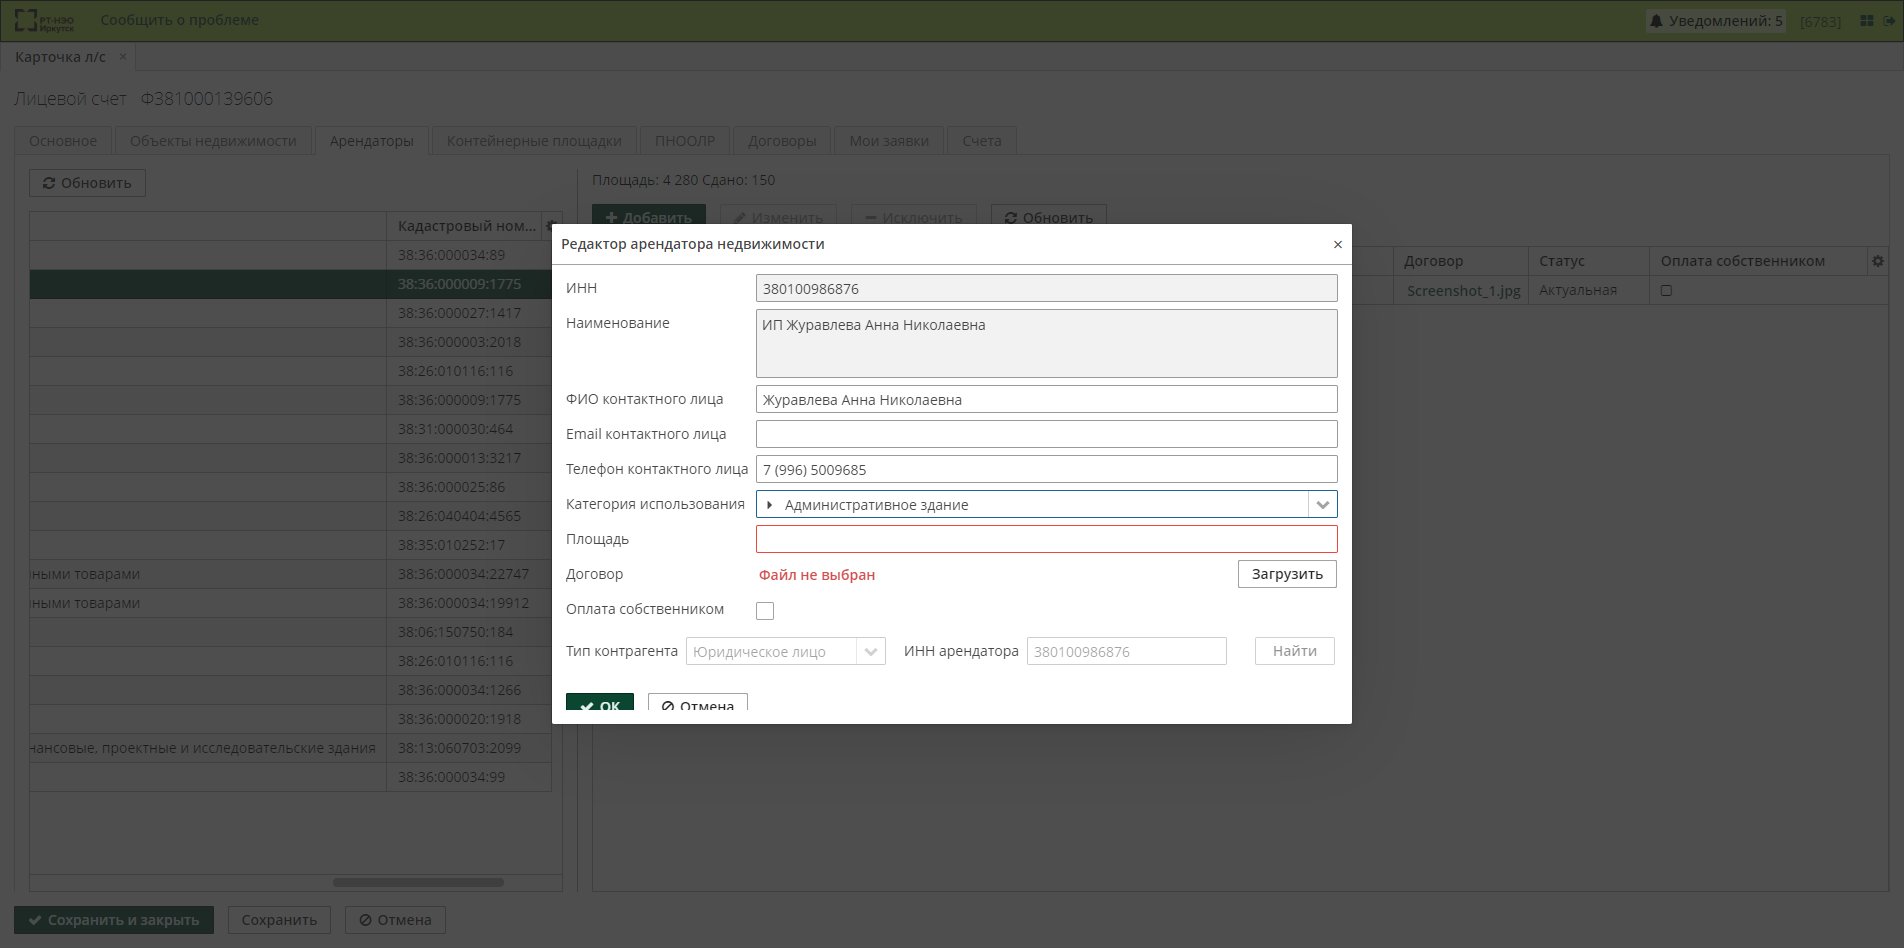 РТ-НЭО
Иркутск
Сообщить о проблеме
Уведомлений: 5
[6783]
Карточка л/с ×
Лицевой счет Ф381000139606
Основное
Объекты недвижимости
Арендаторы
Контейнерные площадки
ПНООЛР
Договоры
Мои заявки
Счета
Обновить
Кадастровый ном...
38:36:000034:89
38:36:000009:1775
38:36:000027:1417
38:36:000003:2018
38:26:010116:116
38:36:000009:1775
38:31:000030:464
38:36:000013:3217
38:36:000025:86
38:26:040404:4565
38:35:010252:17
ными товарами 38:36:000034:22747
ными товарами 38:36:000034:19912
38:06:150750:184
38:26:010116:116
38:36:000034:1266
38:36:000020:1918
нансовые, проектные и исследовательские здания 38:13:060703:2099
38:36:000034:99
Площадь: 4 280 Сдано: 150
Добавить
Изменить
Исключить
Обновить
Договор Статус Оплата собственником
Screenshot_1.jpg Актуальная
Редактор арендатора недвижимости ×
ИНН 380100986876
Наименование ИП Журавлева Анна Николаевна
ФИО контактного лица Журавлева Анна Николаевна
Email контактного лица
Телефон контактного лица 7 (996) 5009685
Категория использования Административное здание
Площадь
Договор Файл не выбран Загрузить
Оплата собственником
Тип контрагента Юридическое лицо ИНН арендатора 380100986876 Найти
ОК Отмена
Сохранить и закрыть Сохранить Отмена